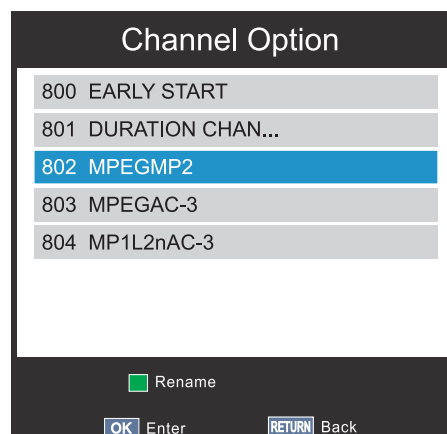 Channel Option
800 EARLY START
801 DURATION CHAN...
802 MPEGMP2
803 MPEGAC-3
804 MP1L2nAC-3
Rename
OK Enter RETURN Back